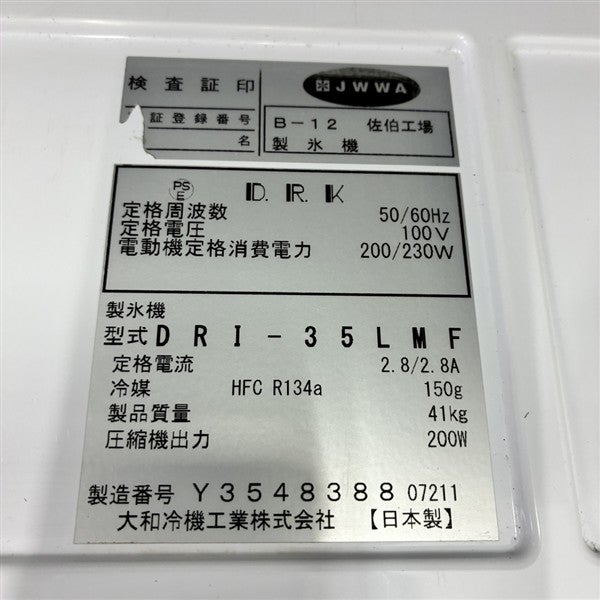 検査証印
JWWA
証登録番号
B-12 佐伯工場
名
製氷機
PS
E
D.R.K
定格周波数 50/60Hz
定格電圧 100V
電動機定格消費電力 200/230W
製氷機
型式 DRI-35LMF
定格電流 2.8/2.8A
冷媒 HFC R134a 150g
製品質量 41kg
圧縮機出力 200W
製造番号 Y3548388 07211
大和冷機工業株式会社 【日本製】